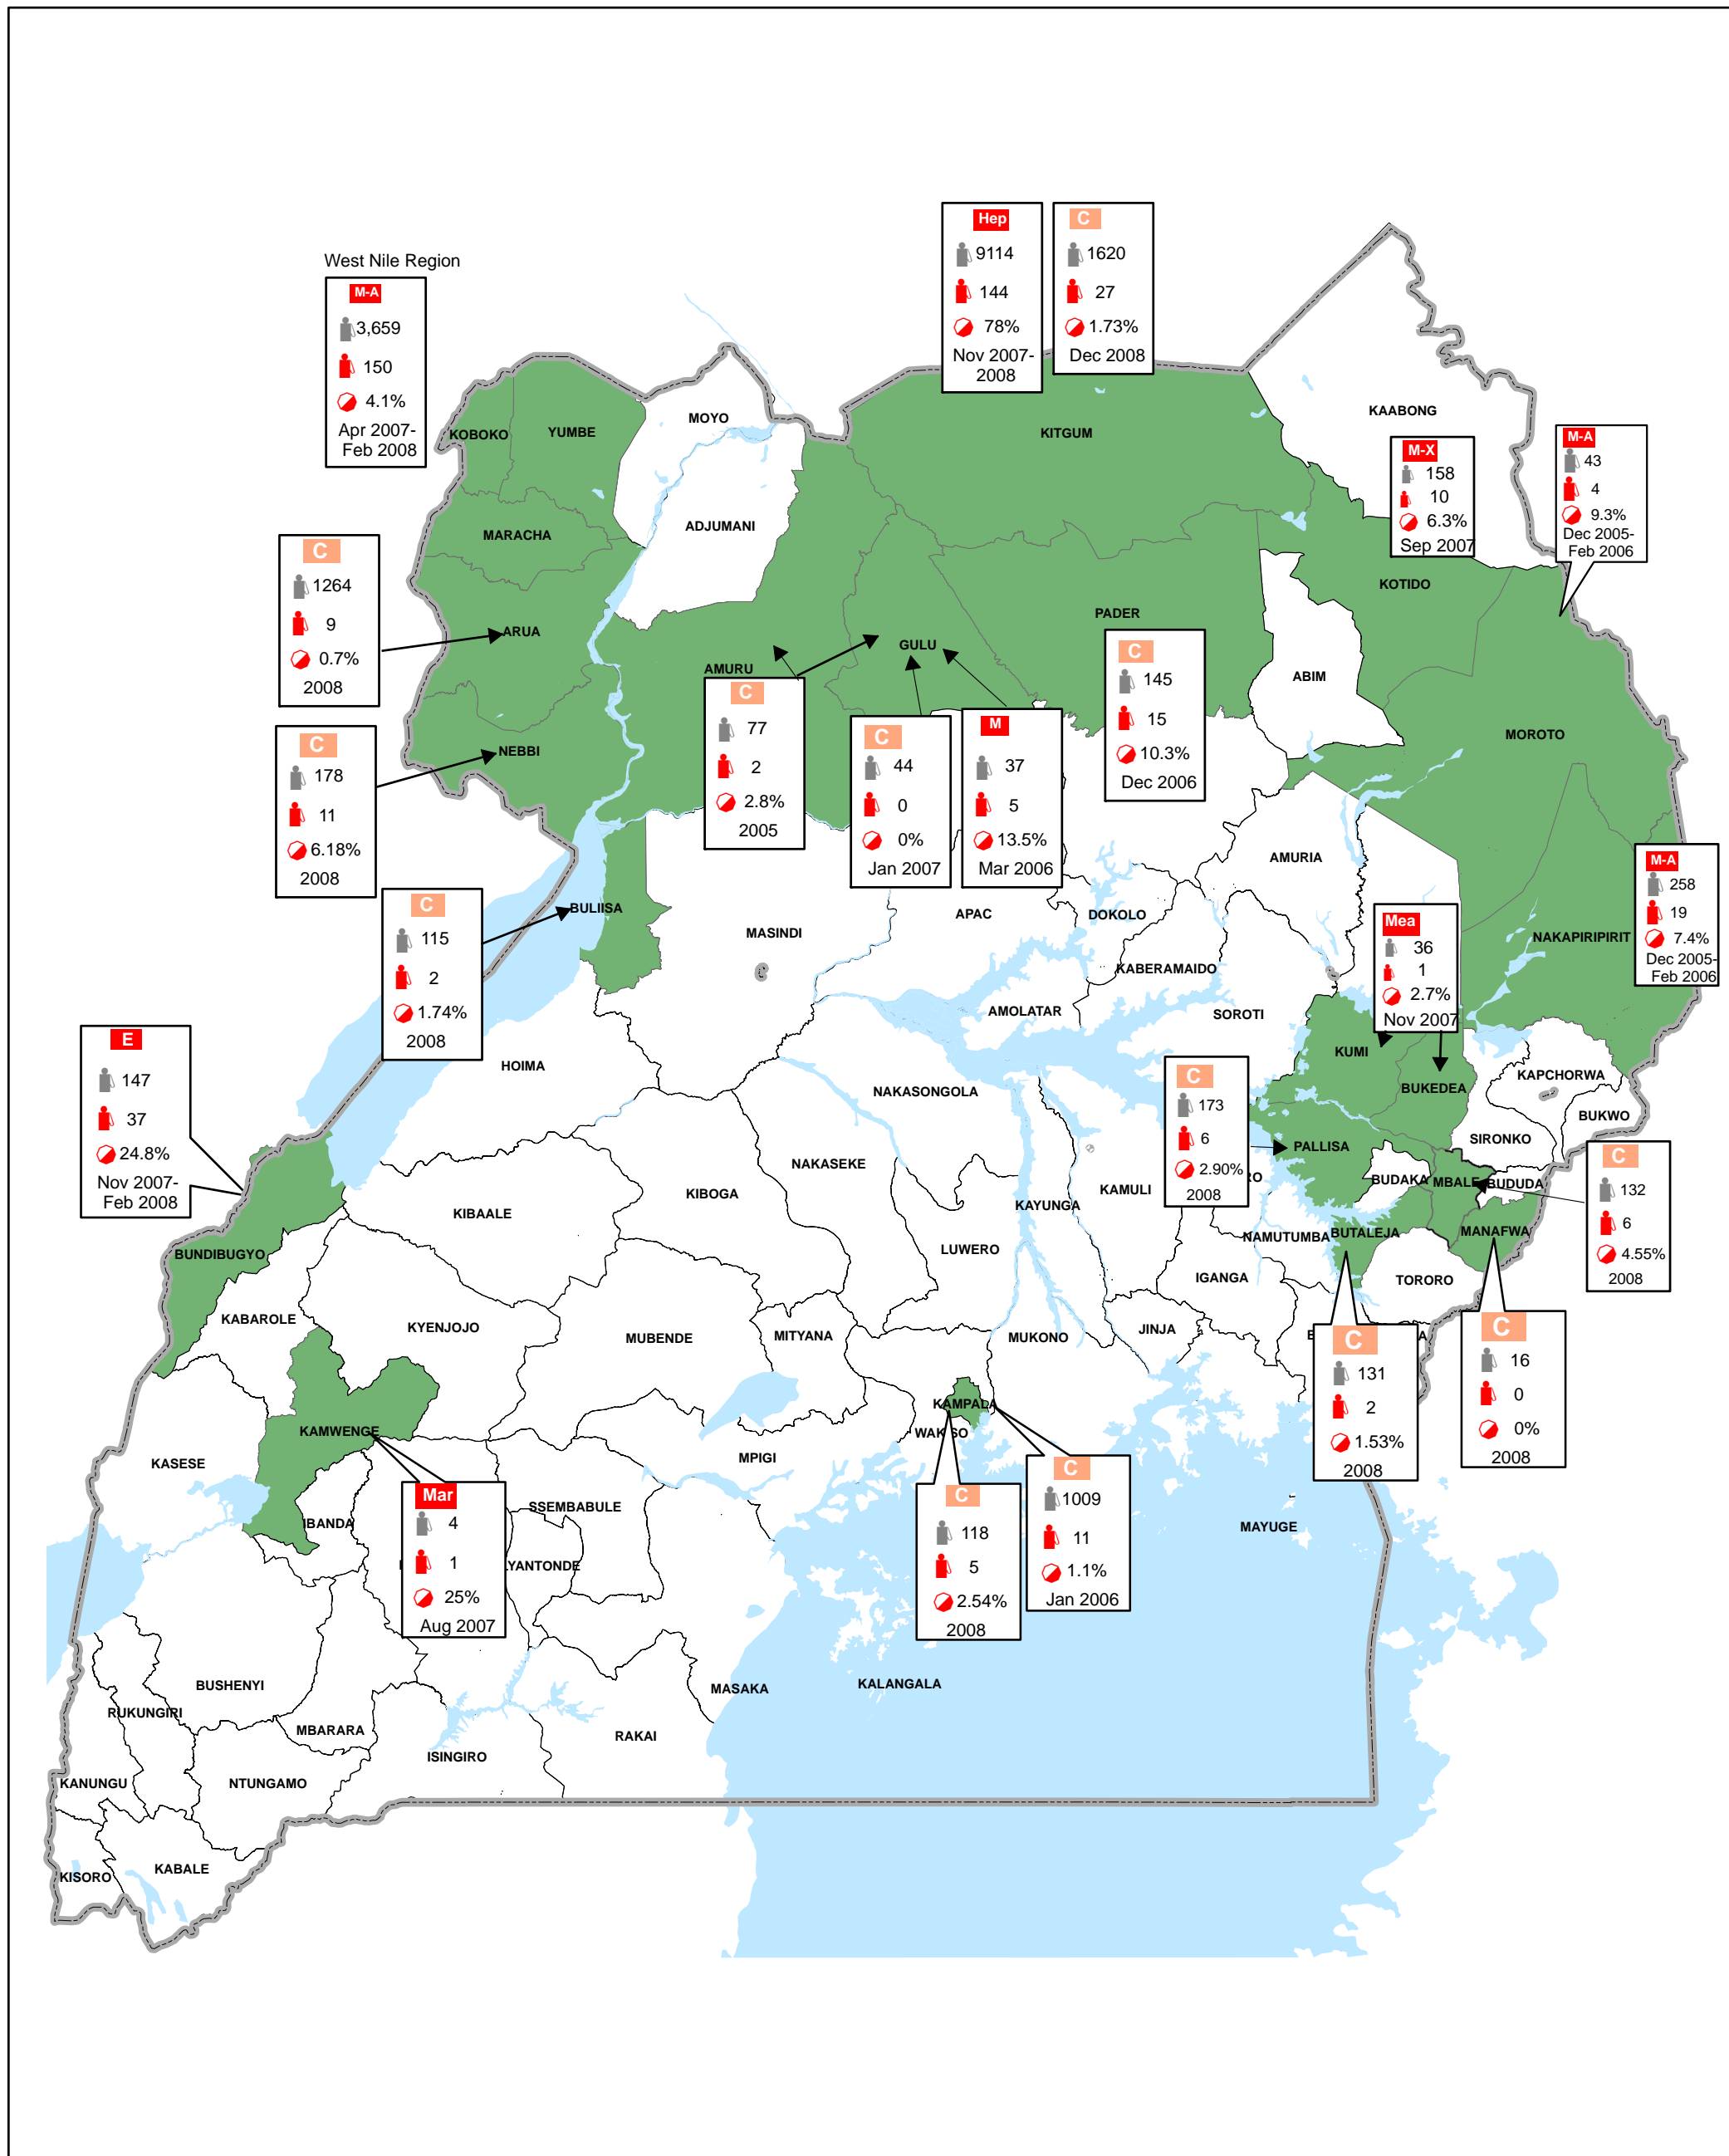 West Nile Region
M-A
3,659
150
4.1%
Apr 2007-
Feb 2008
Hep
9114
144
78%
Nov 2007-
2008
C
1620
27
1.73%
Dec 2008
M-X
158
10
6.3%
Sep 2007
M-A
43
4
9.3%
Dec 2005-
Feb 2006
KOBOKO
YUMBE
MOYO
KITGUM
KAABONG
MARACHA
ADJUMANI
KOTIDO
C
1264
9
0.7%
2008
ARUA
AMURU
GULU
PADER
ABIM
C
145
15
10.3%
Dec 2006
C
178
11
6.18%
2008
NEBBI
C
77
2
2.8%
2005
C
44
0
0%
Jan 2007
M
37
5
13.5%
Mar 2006
MOROTO
AMURIA
M-A
258
19
7.4%
Dec 2005-
Feb 2006
C
115
2
1.74%
2008
BULIISA
MASINDI
APAC
DOKOLO
KABERAMAIDO
AMOLATAR
SOROTI
Mea
36
1
2.7%
Nov 2007
NAKAPIRIPIRIT
KUMI
BUKEDEA
KAPCHORWA
BUKWO
SIRONKO
E
147
37
24.8%
Nov 2007-
Feb 2008
HOIMA
NAKASONGOLA
C
173
6
2.90%
2008
PALLISA
BUDAKA
MBALE
BUDUDA
C
132
6
4.55%
2008
NAKASEKE
KIBOGA
KAYUNGA
KAMULI
RO
KIBAALE
LUWERO
NAMUTUMBA
BUTALEJA
MANAFWA
BUNDIBUGYO
IGANGA
TORORO
KABAROLE
KYENJOJO
MUBENDE
MITYANA
MUKONO
JINJA
C
131
2
1.53%
2008
C
16
0
0%
2008
KAMWENGE
KAMPALA
WAKISO
KASESE
MPIGI
Mar
4
1
25%
Aug 2007
IBANDA
SSEMBABULE
LYANTONDE
C
118
5
2.54%
2008
C
1009
11
1.1%
Jan 2006
MAYUGE
BUSHENYI
RUKUNGIRI
MBARARA
MASAKA
KALANGALA
RAKAI
ISINGIRO
KANUNGU
NTUNGAMO
KISORO
KABALE